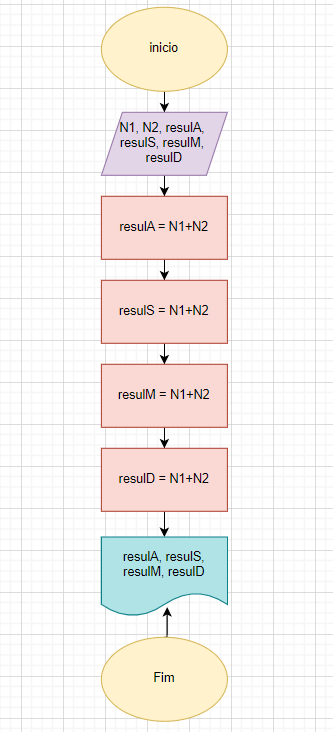 inicio
N1, N2, resulA,
resulS, resulM,
resulD
resulA = N1+N2
resulS = N1+N2
resulM = N1+N2
resulD = N1+N2
resulA, resulS,
resulM, resulD
Fim